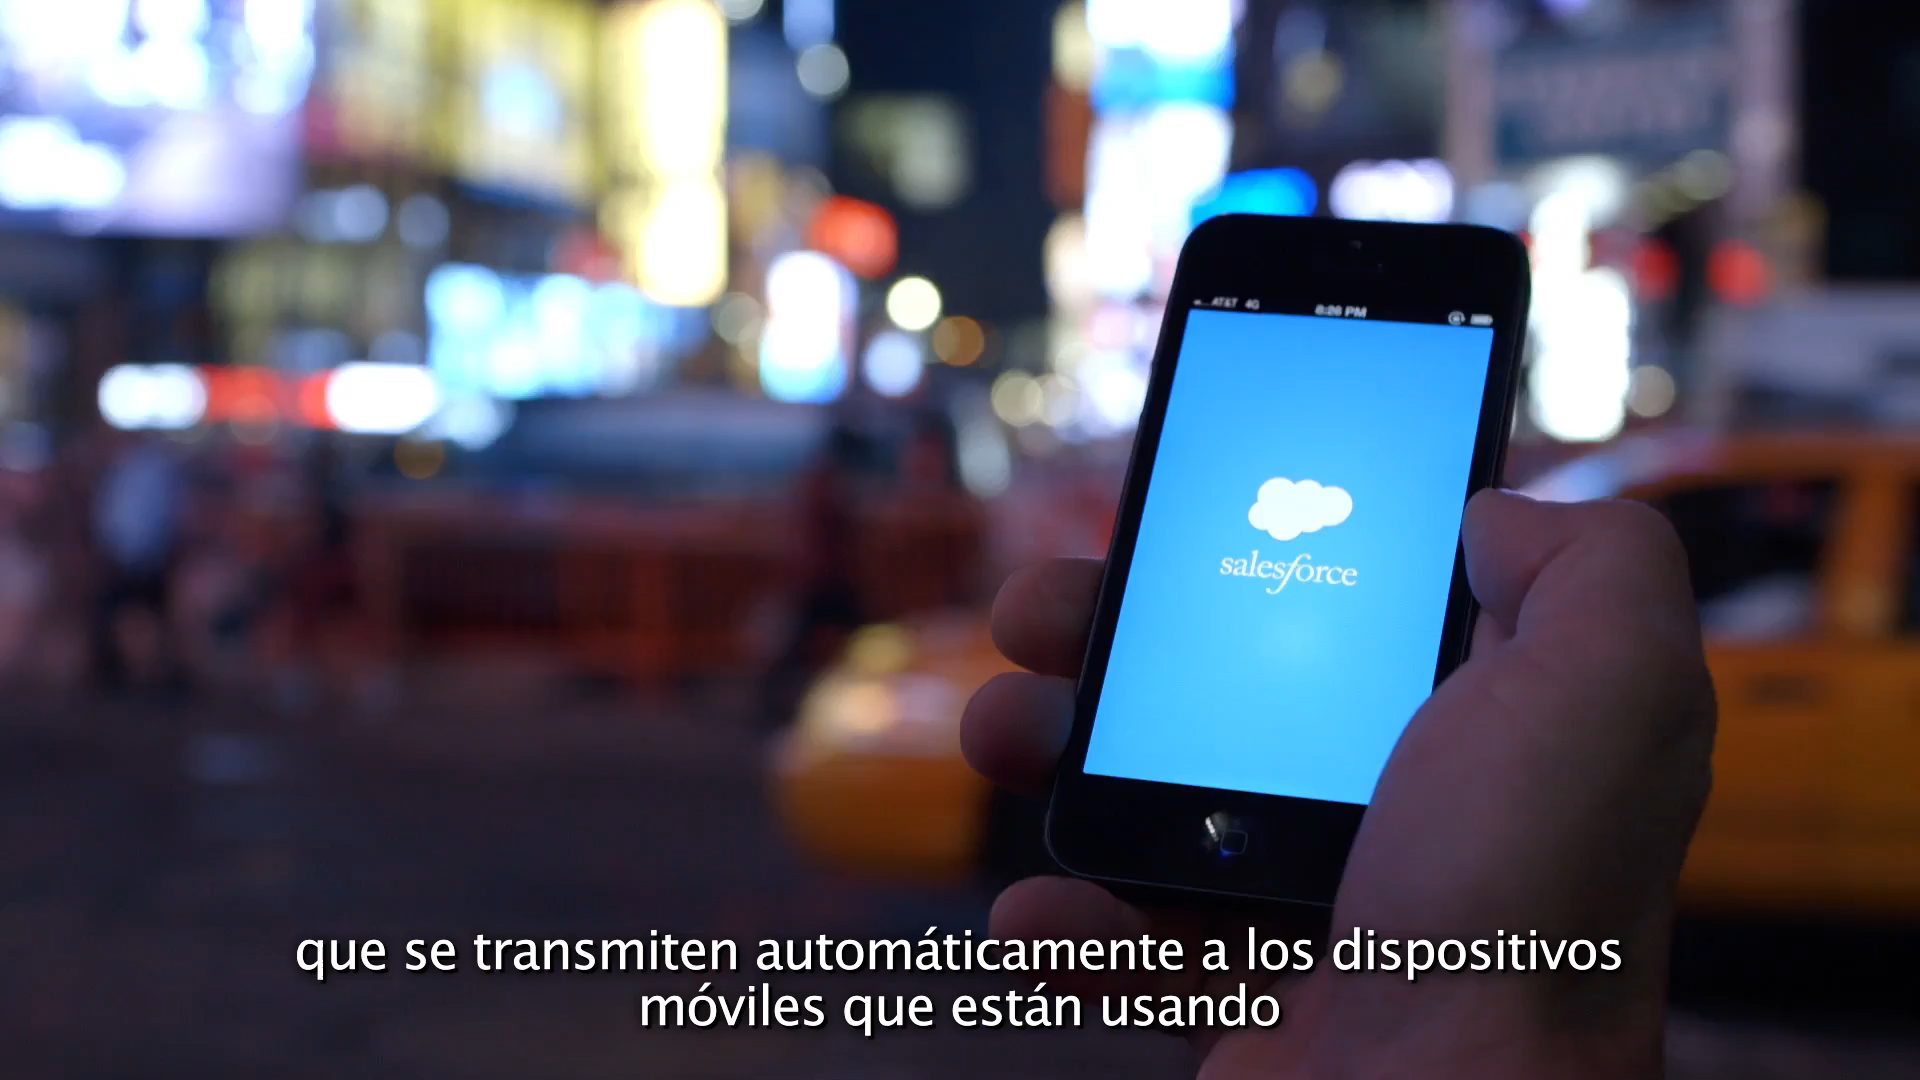 AT&T 4G 8:26 PM
salesforce
que se transmiten automáticamente a los dispositivos
móviles que están usando